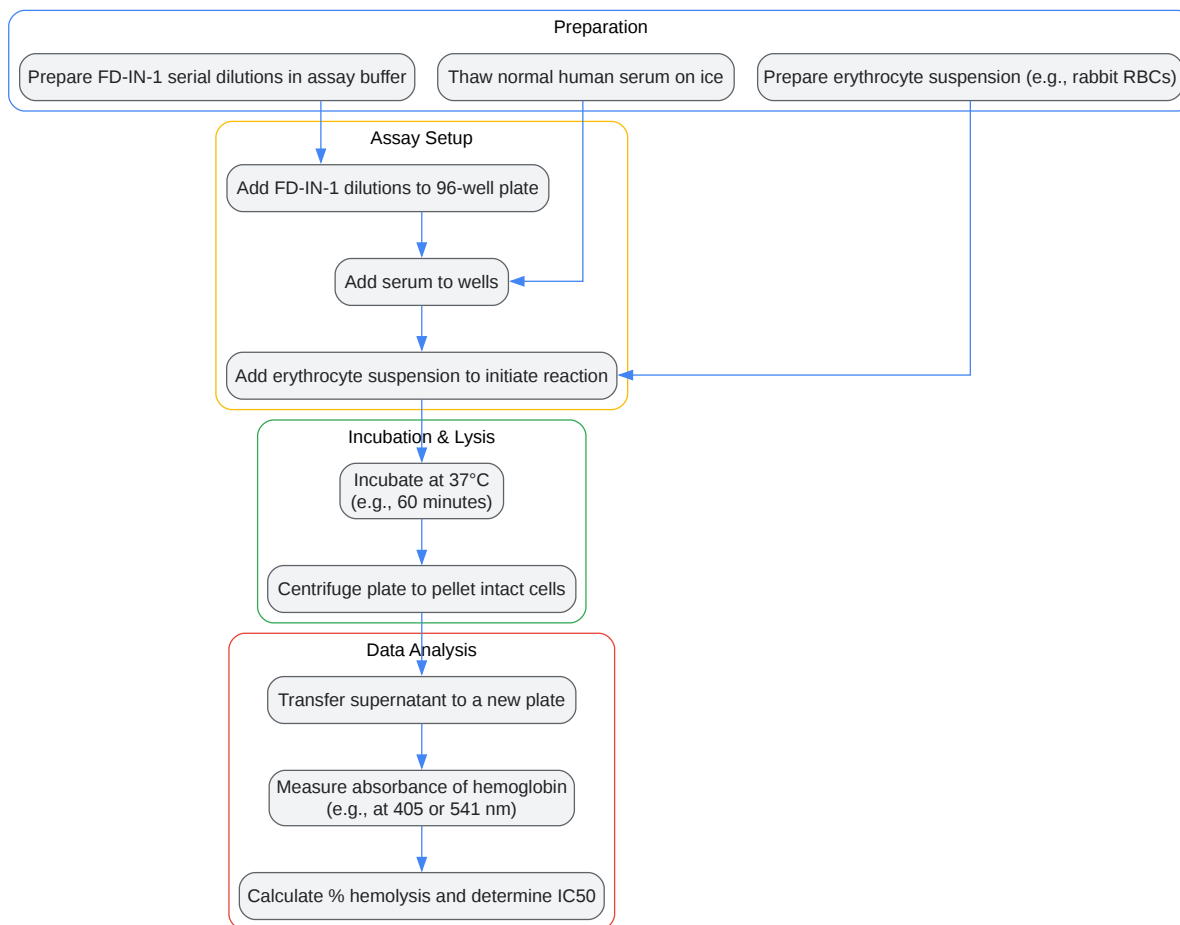 Preparation
Prepare FD-IN-1 serial dilutions in assay buffer
Thaw normal human serum on ice
Prepare erythrocyte suspension (e.g., rabbit RBCs)
Assay Setup
Add FD-IN-1 dilutions to 96-well plate
Add serum to wells
Add erythrocyte suspension to initiate reaction
Incubation & Lysis
Incubate at 37°C
(e.g., 60 minutes)
Centrifuge plate to pellet intact cells
Data Analysis
Transfer supernatant to a new plate
Measure absorbance of hemoglobin
(e.g., at 405 or 541 nm)
Calculate % hemolysis and determine IC50